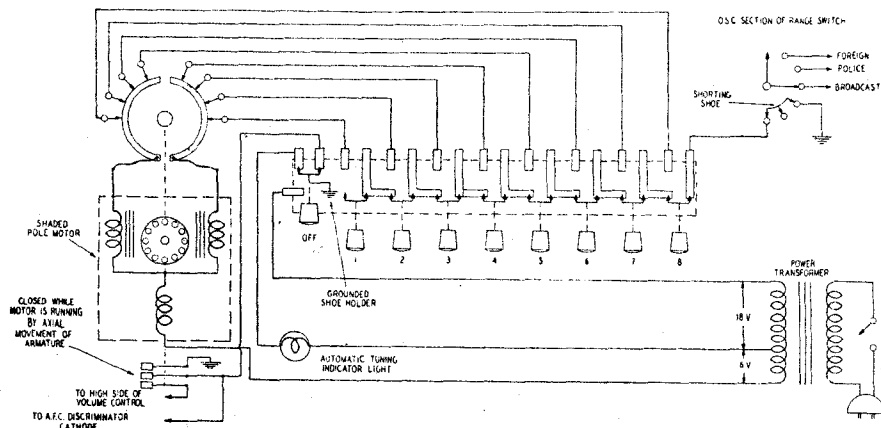 O.S.C SECTION OF RANGE SWITCH
FOREIGN
POLICE
BROADCAST
SHORTING
SHOE
SHADED
POLE MOTOR
OFF
1 2 3 4 5 6 7 8
GROUNDED
SHOE HOLDER
POWER
TRANSFORMER
CLOSED WHILE
MOTOR IS RUNNING
BY AXIAL
MOVEMENT OF
ARMATURE
18 V
6 V
AUTOMATIC TUNING
INDICATOR LIGHT
TO HIGH SIDE OF
VOLUME CONTROL
TO A.F.C. DISCRIMINATOR
CATHODE